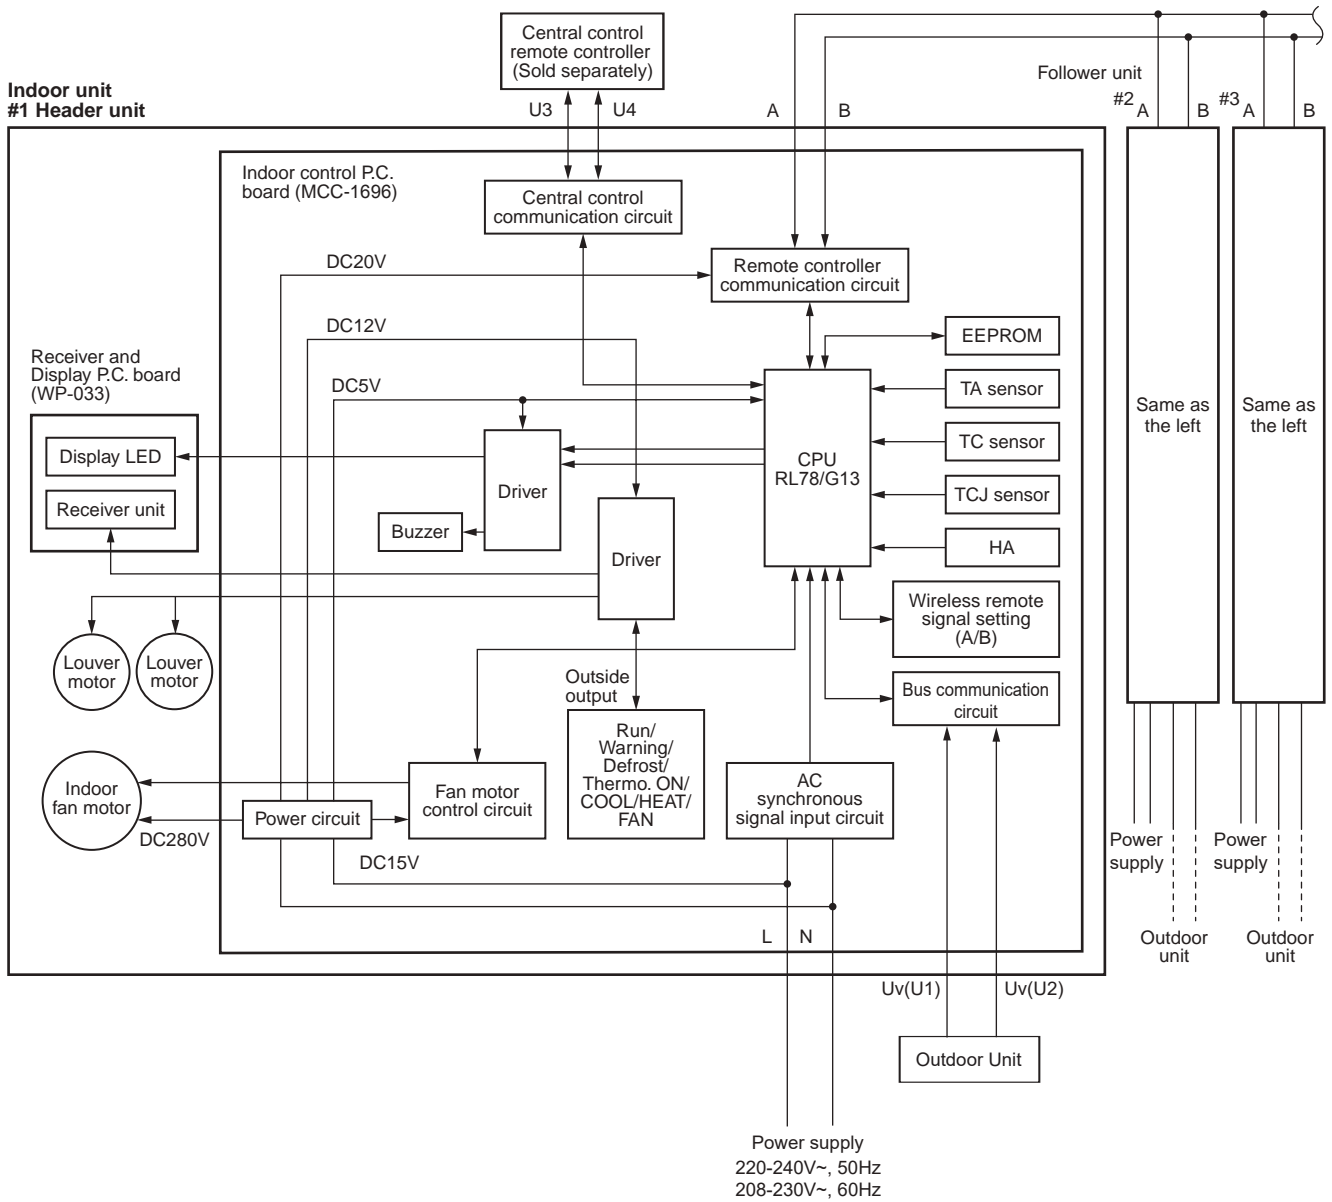 Central control
remote controller
(Sold separately)
Indoor unit
#1 Header unit
U3
U4
A
B
Follower unit
#2
A
B
#3
A
B
Indoor control P.C.
board (MCC-1696)
Central control
communication circuit
DC20V
Remote controller
communication circuit
DC12V
EEPROM
Receiver and
Display P.C. board
(WP-033)
DC5V
TA sensor
Same as
the left
Same as
the left
Display LED
TC sensor
CPU
RL78/G13
Driver
TCJ sensor
Receiver unit
Buzzer
HA
Driver
Wireless remote
signal setting
(A/B)
Louver
motor
Louver
motor
Outside
output
Bus communication
circuit
Run/
Warning/
Defrost/
Thermo. ON/
COOL/HEAT/
FAN
Indoor
fan motor
Fan motor
control circuit
AC
synchronous
signal input circuit
Power circuit
DC280V
DC15V
Power
supply
Power
supply
L
N
Outdoor
unit
Outdoor
unit
Uv(U1)
Uv(U2)
Outdoor Unit
Power supply
220-240V~, 50Hz
208-230V~, 60Hz